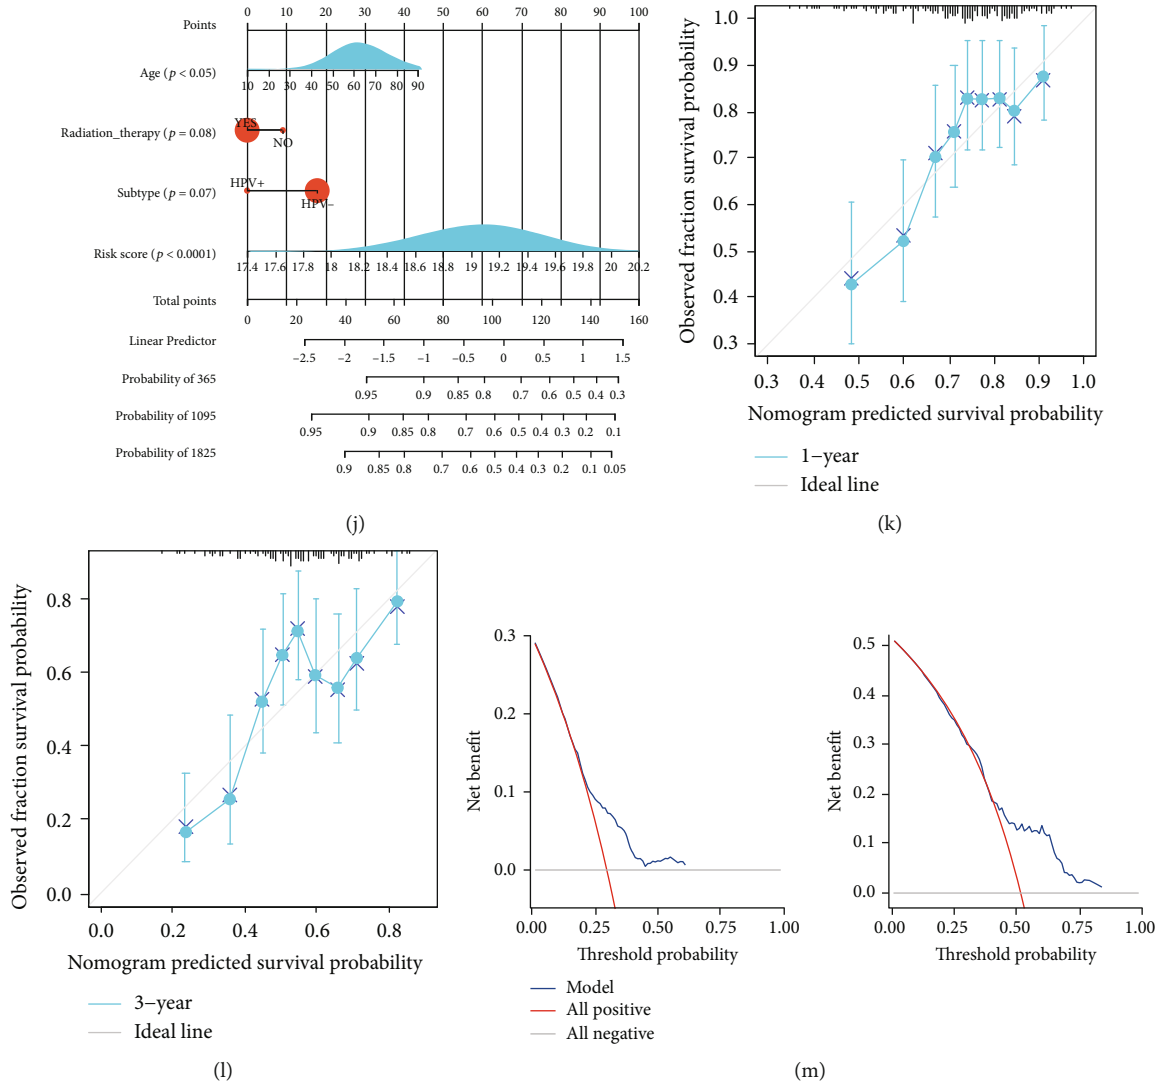 Points
0 10 20 30 40 50 60 70 80 90 100
Age (p < 0.05)
10 20 30 40 50 60 70 80 90
Radiation_therapy (p = 0.08)
YES
NO
Subtype (p = 0.07)
HPV+
HPV−
Risk score (p < 0.0001)
17.4 17.6 17.8 18 18.2 18.4 18.6 18.8 19 19.2 19.4 19.6 19.8 20 20.2
Total points
0 20 40 60 80 100 120 140 160
Linear Predictor
−2.5 −2 −1.5 −1 −0.5 0 0.5 1 1.5
Probability of 365
0.95 0.9 0.85 0.8 0.7 0.6 0.5 0.4 0.3
Probability of 1095
0.95 0.9 0.85 0.8 0.7 0.6 0.5 0.4 0.3 0.2 0.1
Probability of 1825
0.9 0.85 0.8 0.7 0.6 0.5 0.4 0.3 0.2 0.1 0.05
(j)
Observed fraction survival probability
1.0
0.9
0.8
0.7
0.6
0.5
0.4
0.3
0.3 0.4 0.5 0.6 0.7 0.8 0.9 1.0
Nomogram predicted survival probability
1−year
Ideal line
(k)
Observed fraction survival probability
0.8
0.6
0.4
0.2
0.0
0.0 0.2 0.4 0.6 0.8
Nomogram predicted survival probability
3−year
Ideal line
(l)
Net benefit
0.3
0.2
0.1
0.0
0.00 0.25 0.50 0.75 1.00
Threshold probability
Model
All positive
All negative
Net benefit
0.5
0.4
0.3
0.2
0.1
0.0
0.00 0.25 0.50 0.75 1.00
Threshold probability
(m)